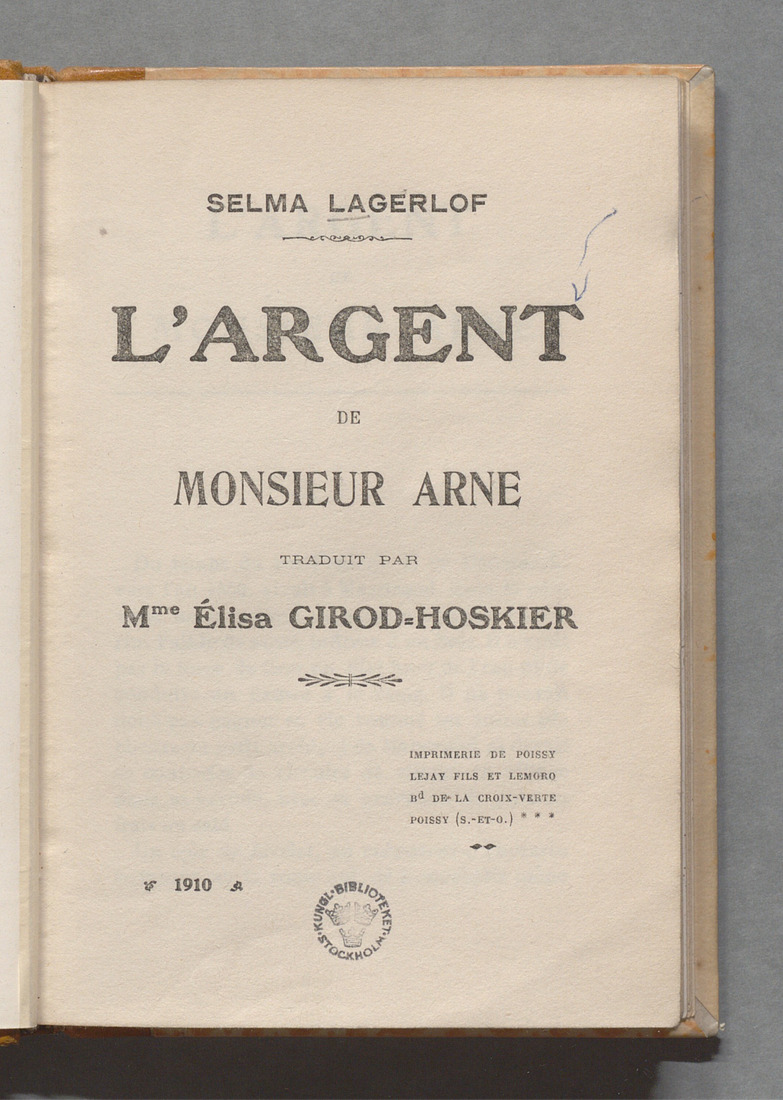 SELMA LAGERLOF
L'ARGENT
DE
MONSIEUR ARNE
TRADUIT PAR
Mme Élisa GIROD-HOSKIER
IMPRIMERIE DE POISSY
LEJAY FILS ET LEMORO
Bd DE LA CROIX-VERTE
POISSY (S.-ET-O.) * * *
1910
KUNGL. BIBLIOTEKET. STOCKHOLM.